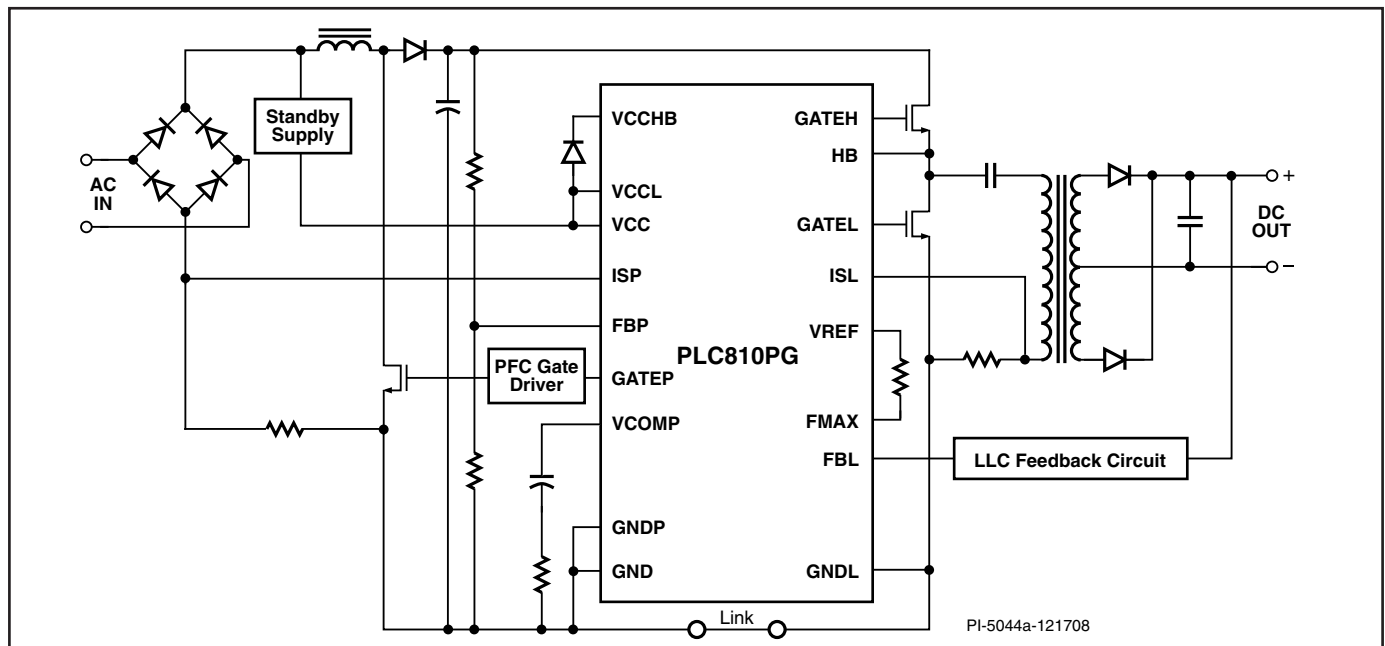 Standby
Supply
AC
IN
VCCHB
VCCL
VCC
ISP
FBP
PFC Gate
Driver
GATEP
VCOMP
GNDP
GND
PLC810PG
GATEH
HB
GATEL
ISL
VREF
FMAX
FBL
GNDL
+
DC
OUT
–
LLC Feedback Circuit
Link
PI-5044a-121708